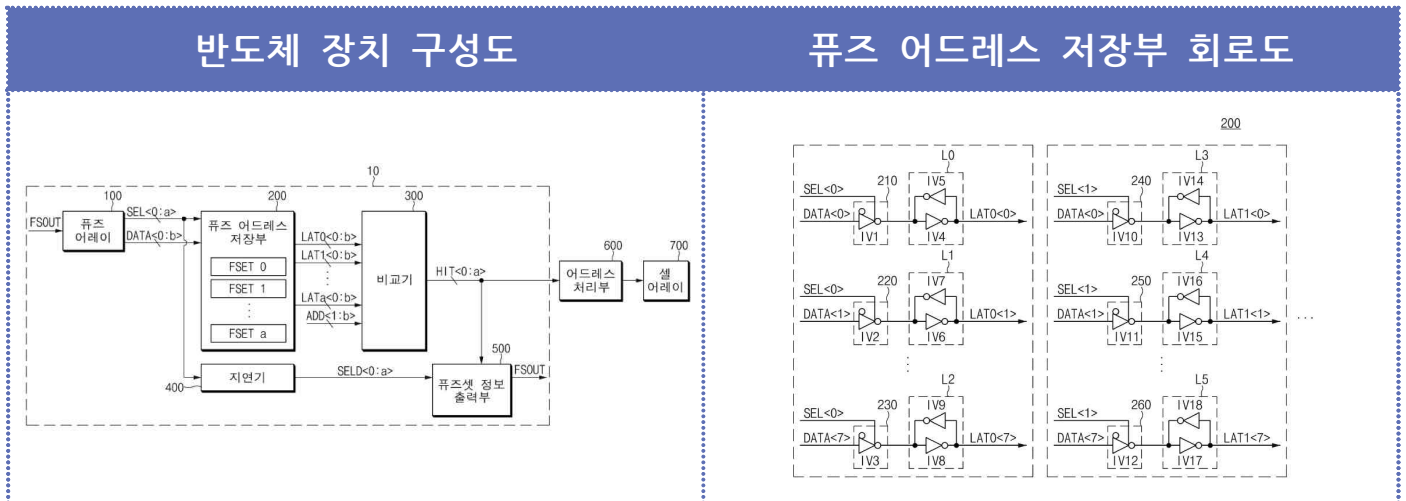 반도체 장치 구성도
퓨즈 어드레스 저장부 회로도
10
100
200
300
400
500
600
700
FSOUT
퓨즈
어레이
SEL<0:a>
DATA<0:b>
퓨즈 어드레스
저장부
FSET 0
FSET 1
FSET a
LAT0<0:b>
LAT1<0:b>
LATa<0:b>
ADD<1:b>
비교기
HIT<0:a>
어드레스
처리부
셀
어레이
지연기
SELD<0:a>
퓨즈셋 정보
출력부
FSOUT
200
L0
SEL<0>
210
IV5
DATA<0>
LAT0<0>
IV1
IV4
L3
SEL<1>
240
IV14
DATA<0>
LAT1<0>
IV10
IV13
L1
SEL<0>
220
IV7
DATA<1>
LAT0<1>
IV2
IV6
L4
SEL<1>
250
IV16
DATA<1>
LAT1<1>
...
IV11
IV15
L2
SEL<0>
230
IV9
DATA<7>
LAT0<7>
IV3
IV8
L5
SEL<1>
260
IV18
DATA<7>
LAT1<7>
IV12
IV17